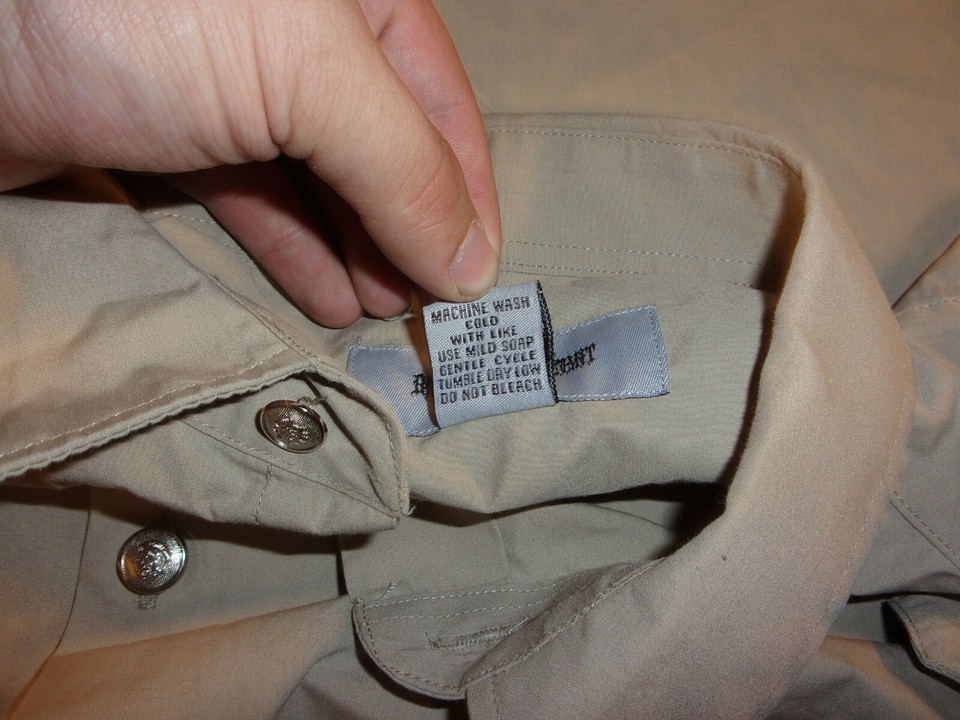 MACHINE WASH
COLD
WITH LIKE
USE MILD SOAP
GENTLE CYCLE
TUMBLE DRY LOW
DO NOT BLEACH